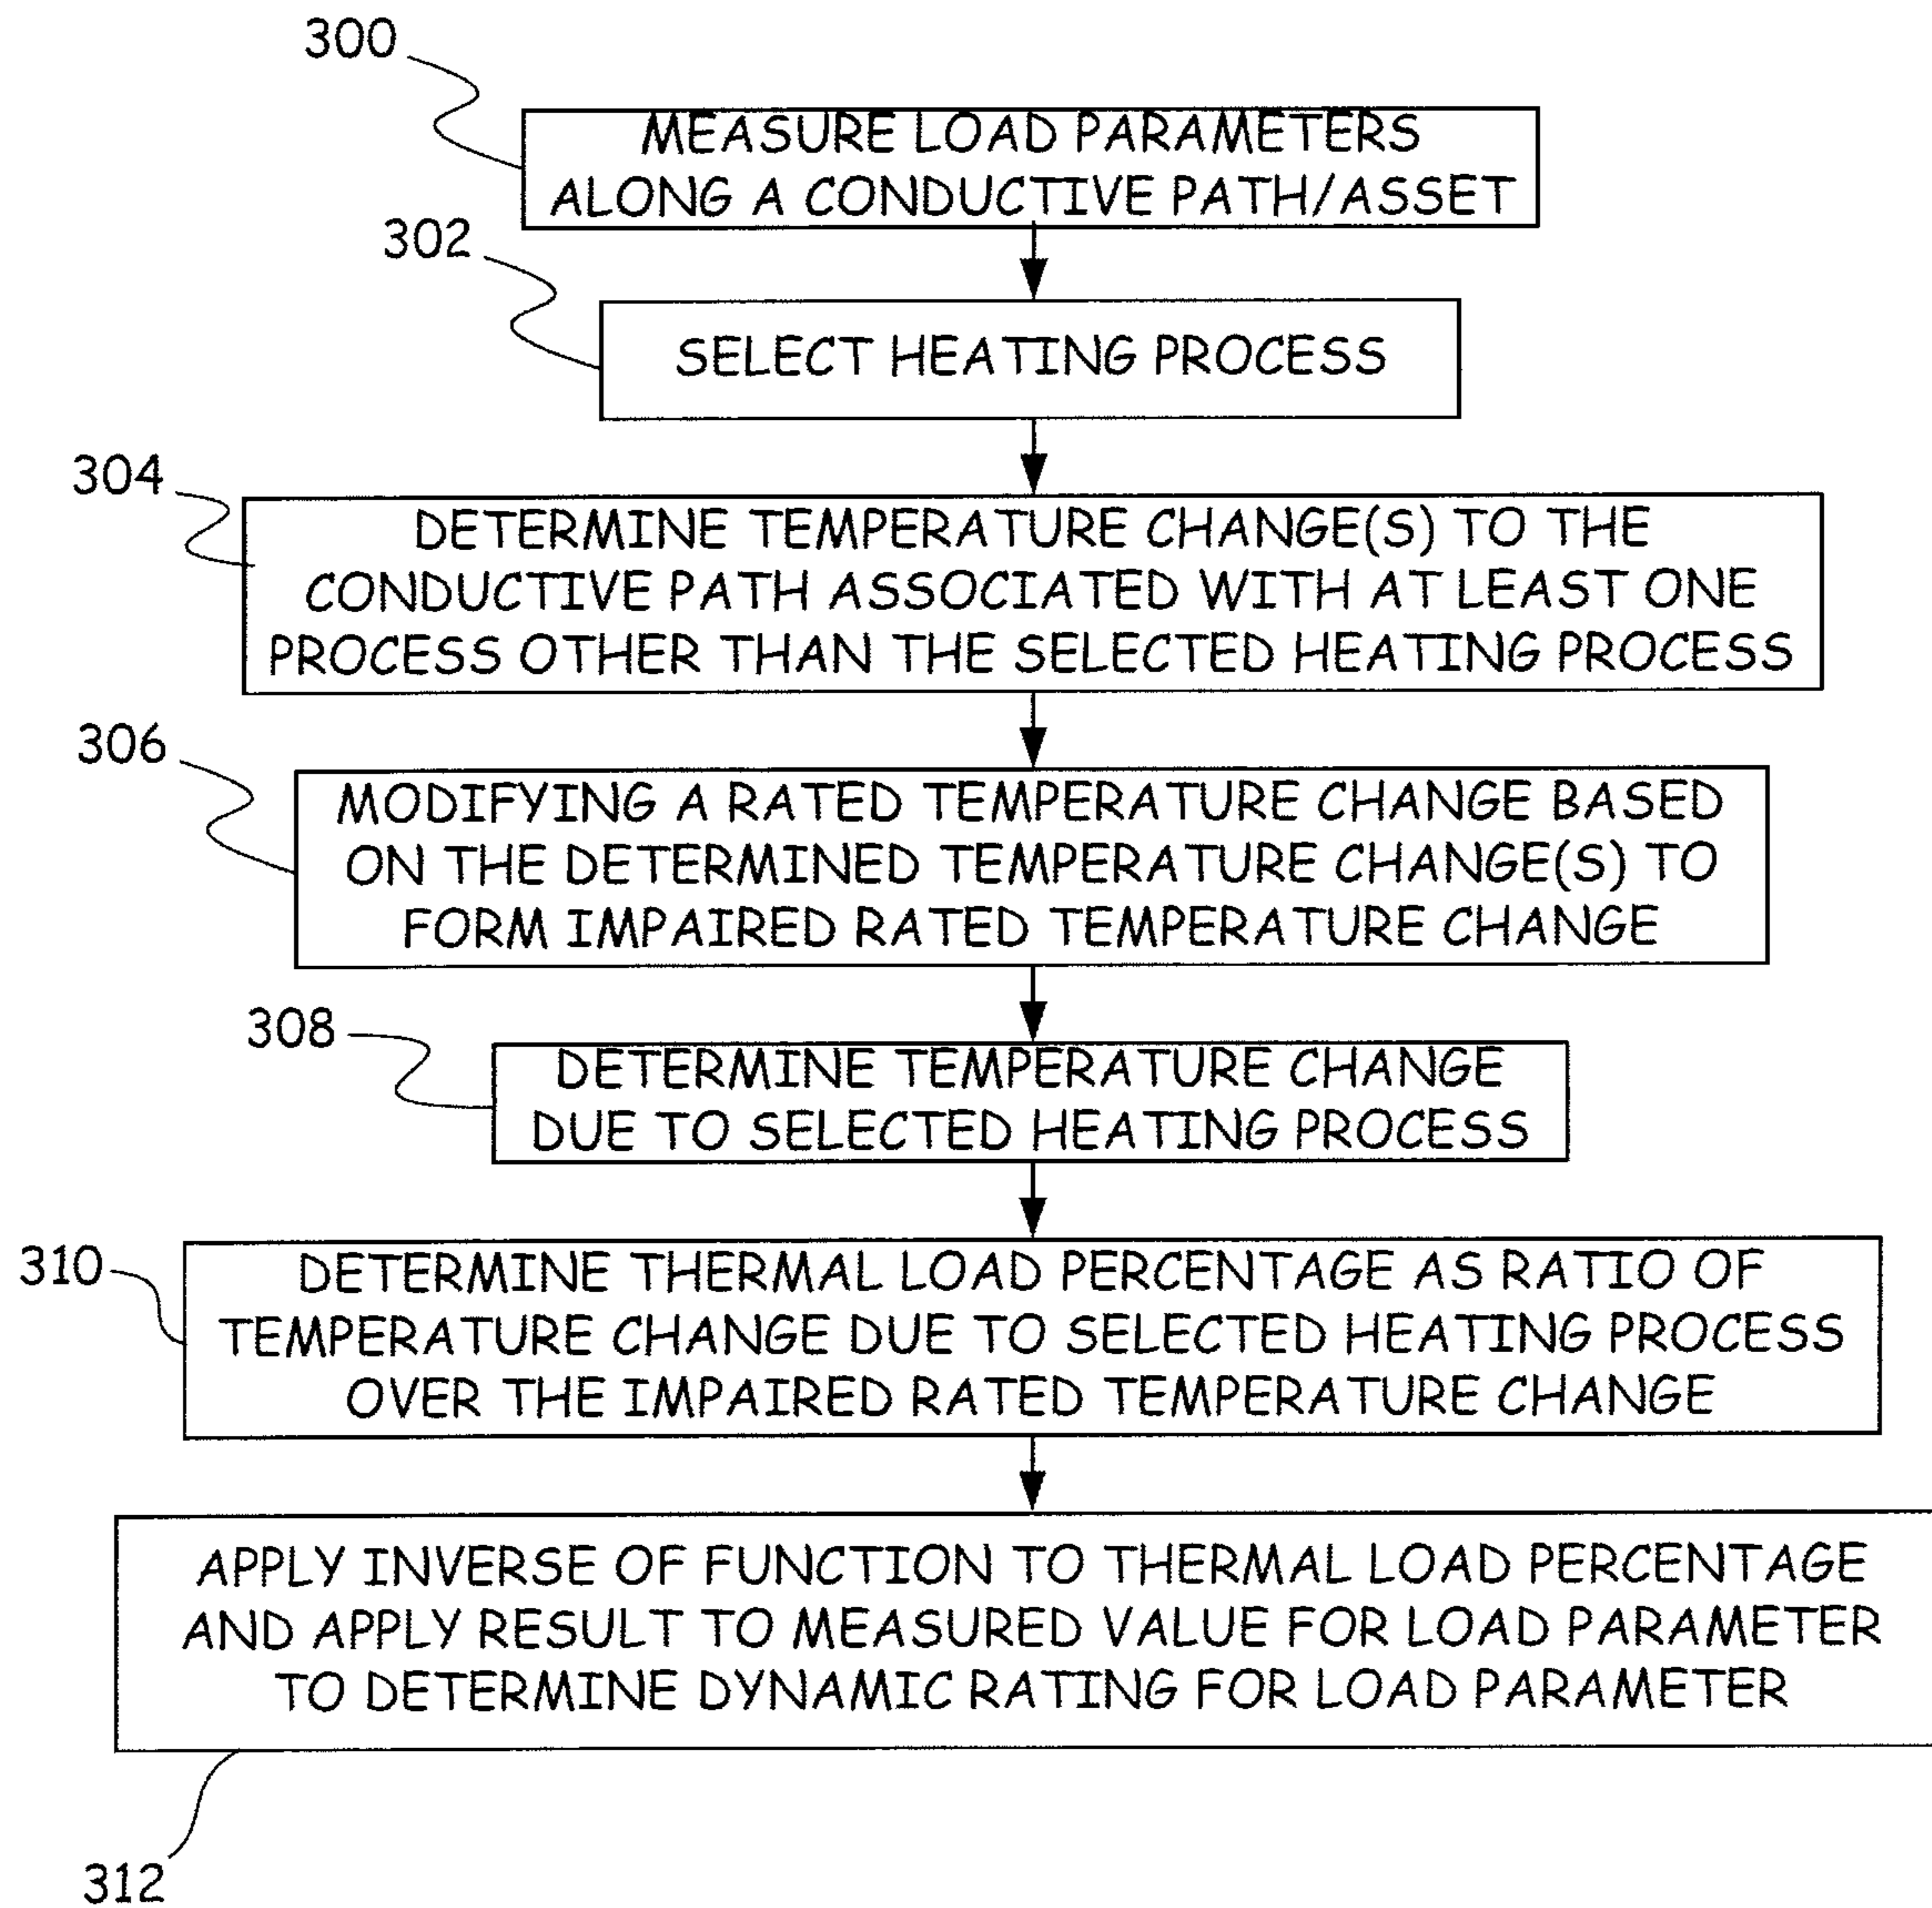 300
MEASURE LOAD PARAMETERS
ALONG A CONDUCTIVE PATH/ASSET
302
SELECT HEATING PROCESS
304
DETERMINE TEMPERATURE CHANGE(S) TO THE
CONDUCTIVE PATH ASSOCIATED WITH AT LEAST ONE
PROCESS OTHER THAN THE SELECTED HEATING PROCESS
306
MODIFYING A RATED TEMPERATURE CHANGE BASED
ON THE DETERMINED TEMPERATURE CHANGE(S) TO
FORM IMPAIRED RATED TEMPERATURE CHANGE
308
DETERMINE TEMPERATURE CHANGE
DUE TO SELECTED HEATING PROCESS
310
DETERMINE THERMAL LOAD PERCENTAGE AS RATIO OF
TEMPERATURE CHANGE DUE TO SELECTED HEATING PROCESS
OVER THE IMPAIRED RATED TEMPERATURE CHANGE
APPLY INVERSE OF FUNCTION TO THERMAL LOAD PERCENTAGE
AND APPLY RESULT TO MEASURED VALUE FOR LOAD PARAMETER
TO DETERMINE DYNAMIC RATING FOR LOAD PARAMETER
312